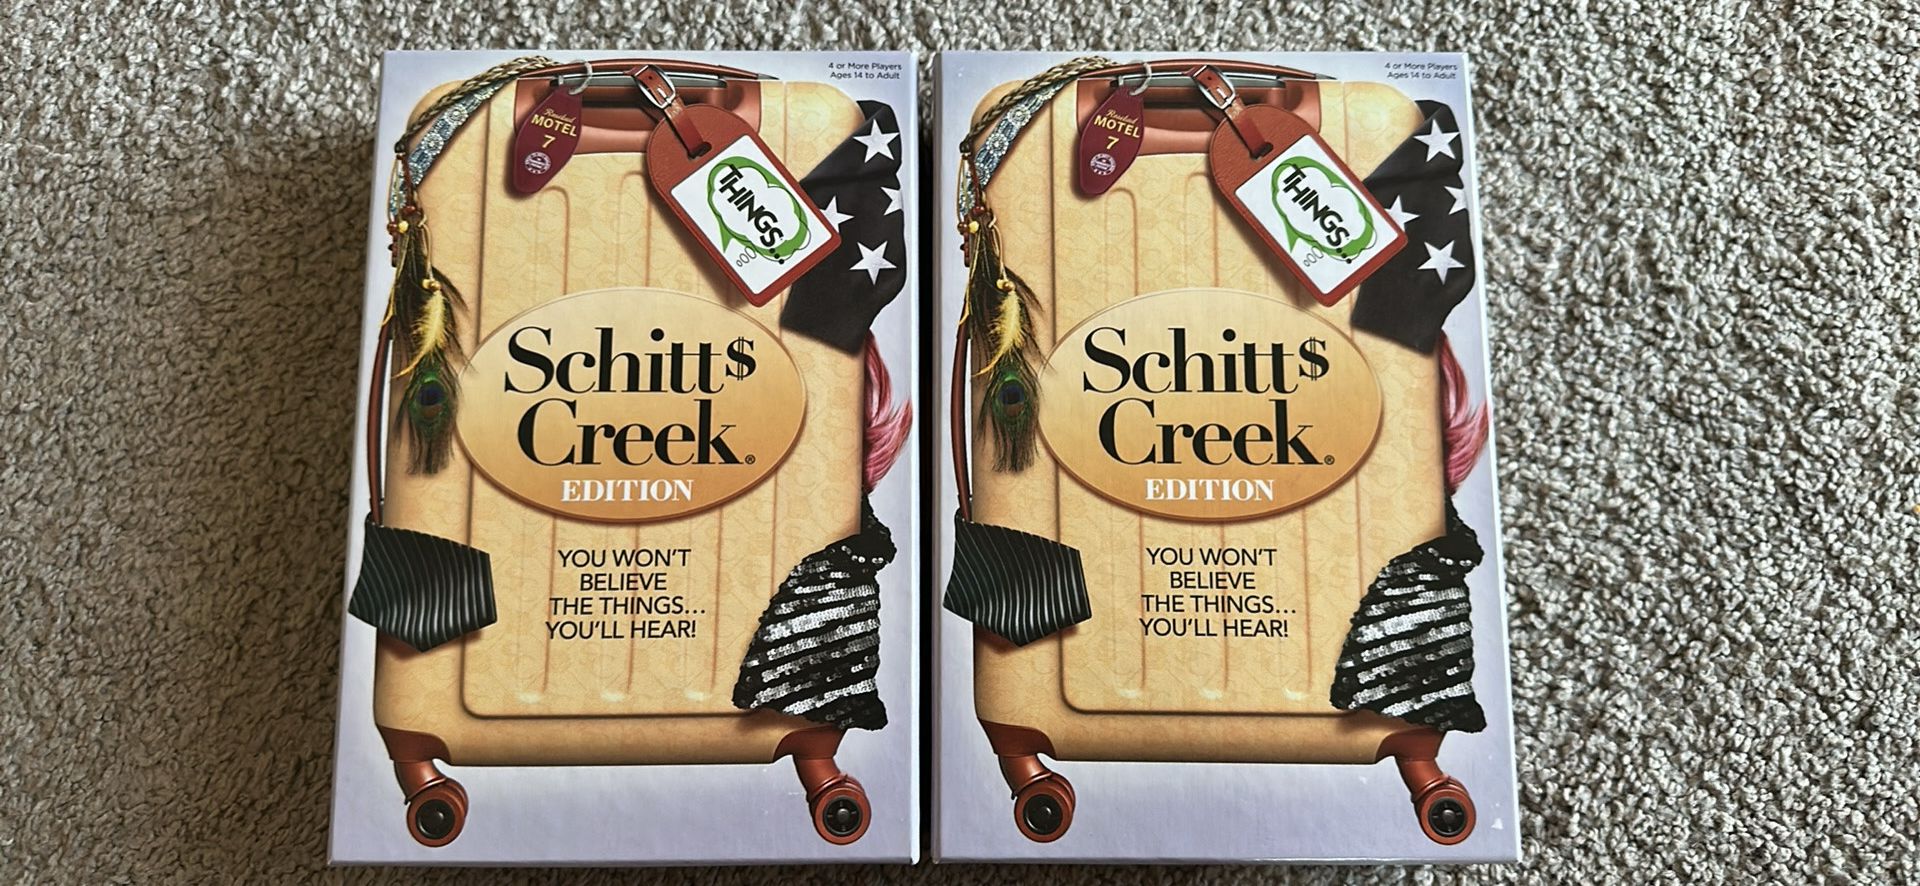 4 or More Players
Ages 14 to Adult
Rosebud
MOTEL
7
THINGS...
Schitt$
Creek®
EDITION
YOU WON'T
BELIEVE
THE THINGS...
YOU'LL HEAR!
4 or More Players
Ages 14 to Adult
Rosebud
MOTEL
7
THINGS...
Schitt$
Creek®
EDITION
YOU WON'T
BELIEVE
THE THINGS...
YOU'LL HEAR!